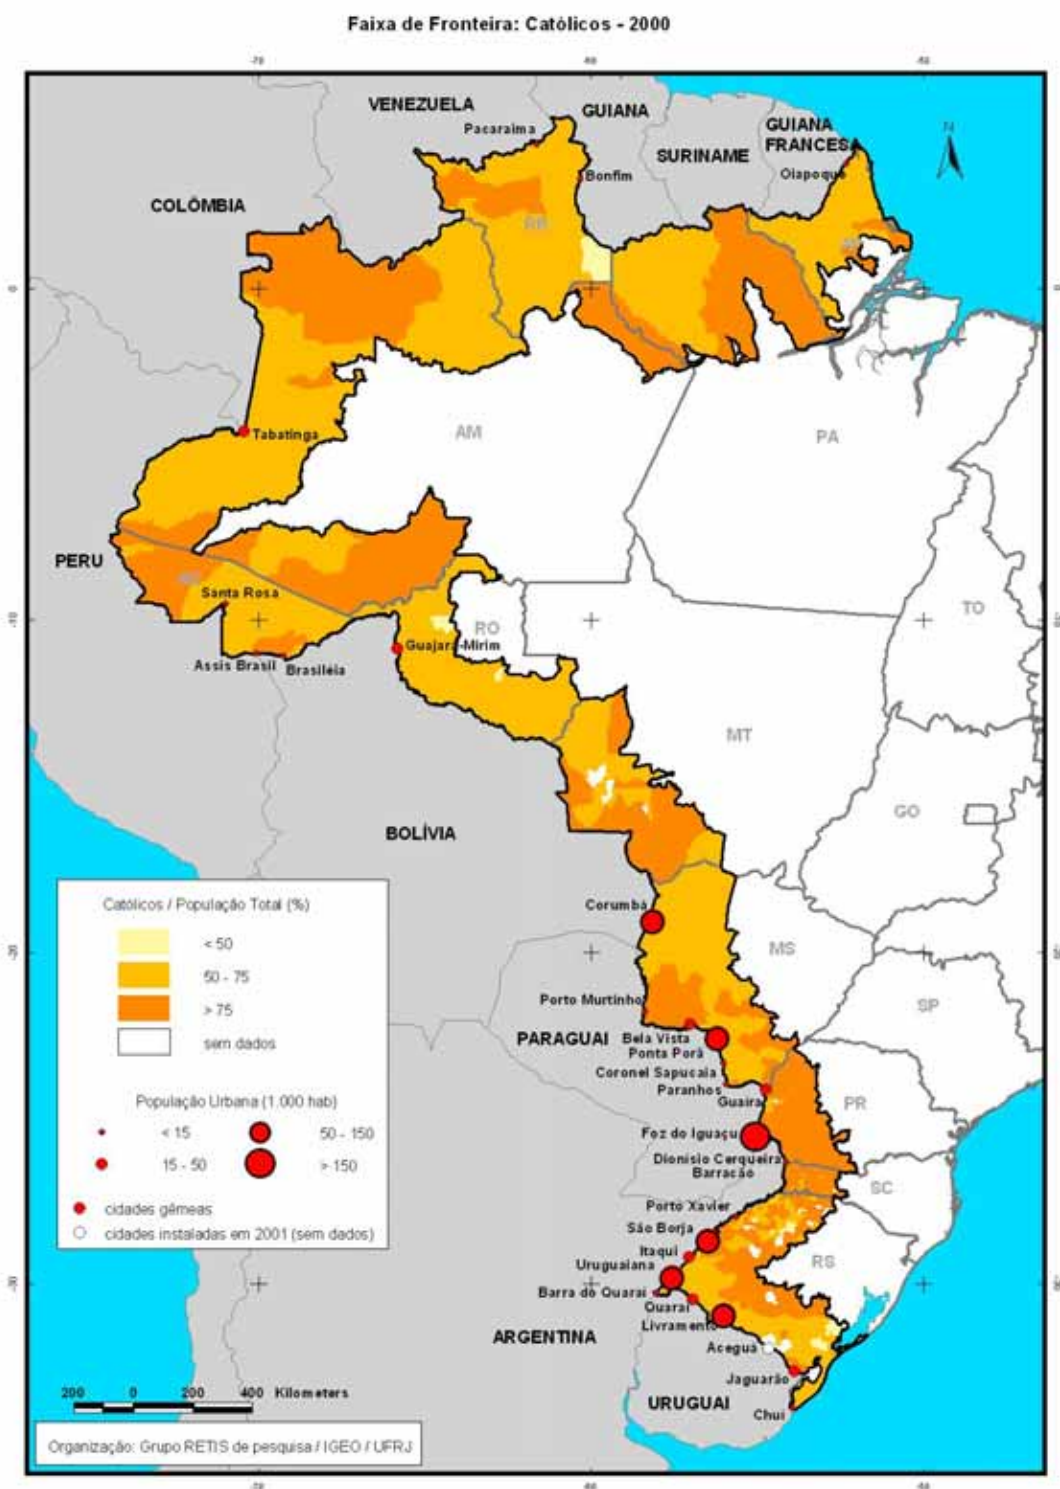 Faixa de Fronteira: Católicos - 2000
VENEZUELA
GUIANA
GUIANA
FRANCESA
SURINAME
Pacaraima
Bonfim
Oiapoque
N
COLÔMBIA
RR
Tabatinga
AM
PA
PERU
Santa Rosa
TO
RO
Guajará-Mirim
Assis Brasil
Brasiléia
MT
GO
BOLÍVIA
Corumbá
MS
SP
Porto Murtinho
PARAGUAI
Bela Vista
Ponta Porã
Coronel Sapucaia
Paranhos
Guaira
PR
Foz do Iguaçu
Dionísio Cerqueira
Barracão
SC
Porto Xavier
São Borja
Itaqui
RS
Uruguaiana
Barra do Quaraí
Quaraí
Livramento
ARGENTINA
Aceguá
Jaguarão
URUGUAI
Chuí
Católicos / População Total (%)
< 50
50 - 75
> 75
sem dados
População Urbana (1.000 hab)
< 15
50 - 150
15 - 50
> 150
cidades gêmeas
cidades instaladas em 2001 (sem dados)
200 0 200 400 Kilometers
Organização: Grupo RETIS de pesquisa / IGEO / UFRJ